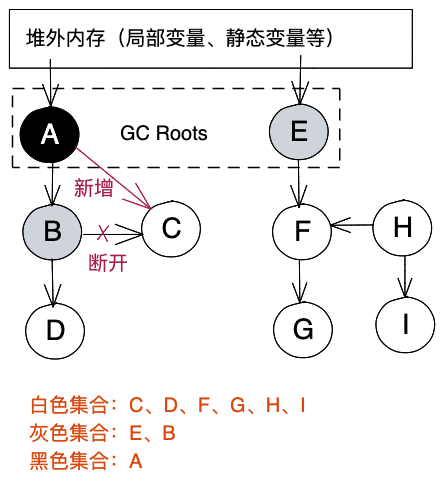 堆外内存（局部变量、静态变量等）
A
GC Roots
E
新增
B
C
F
H
断开
D
G
I
白色集合：C、D、F、G、H、I
灰色集合：E、B
黑色集合：A